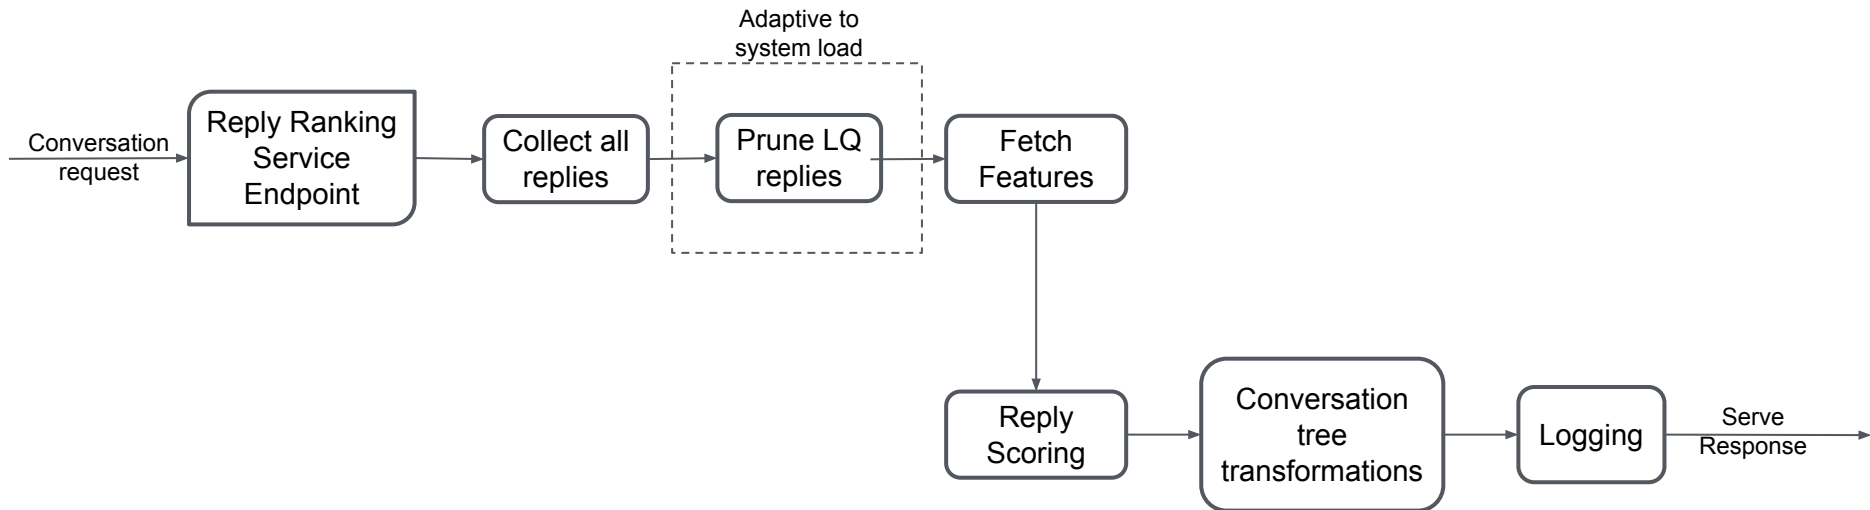 Adaptive to
system load
Conversation
request
Reply Ranking
Service
Endpoint
Collect all
replies
Prune LQ
replies
Fetch
Features
Reply
Scoring
Conversation
tree
transformations
Logging
Serve
Response